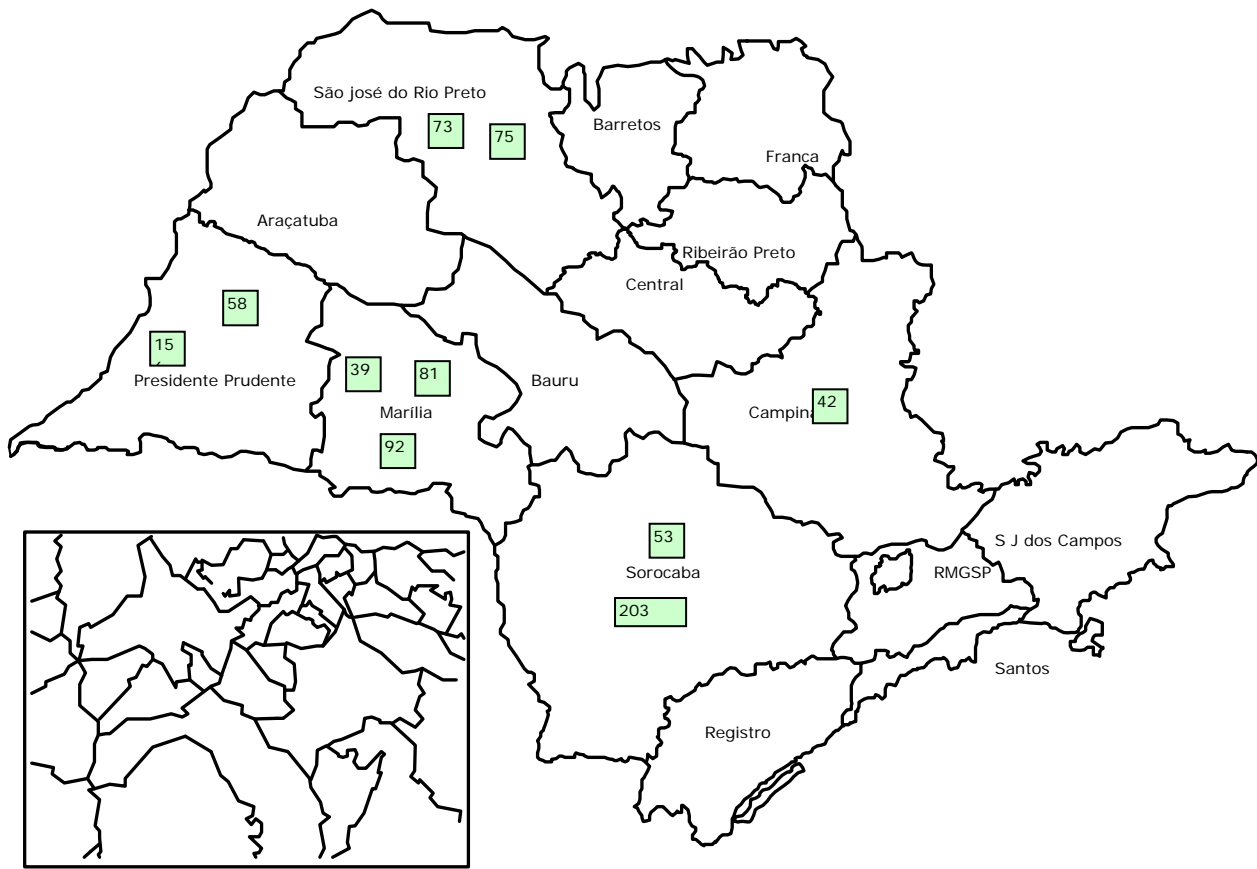 São josé do Rio Preto
73
75
Barretos
Franca
Araçatuba
Ribeirão Preto
Central
58
15
Presidente Prudente
39
81
Marília
92
Bauru
Campin
42
53
Sorocaba
203
S J dos Campos
RMGSP
Santos
Registro